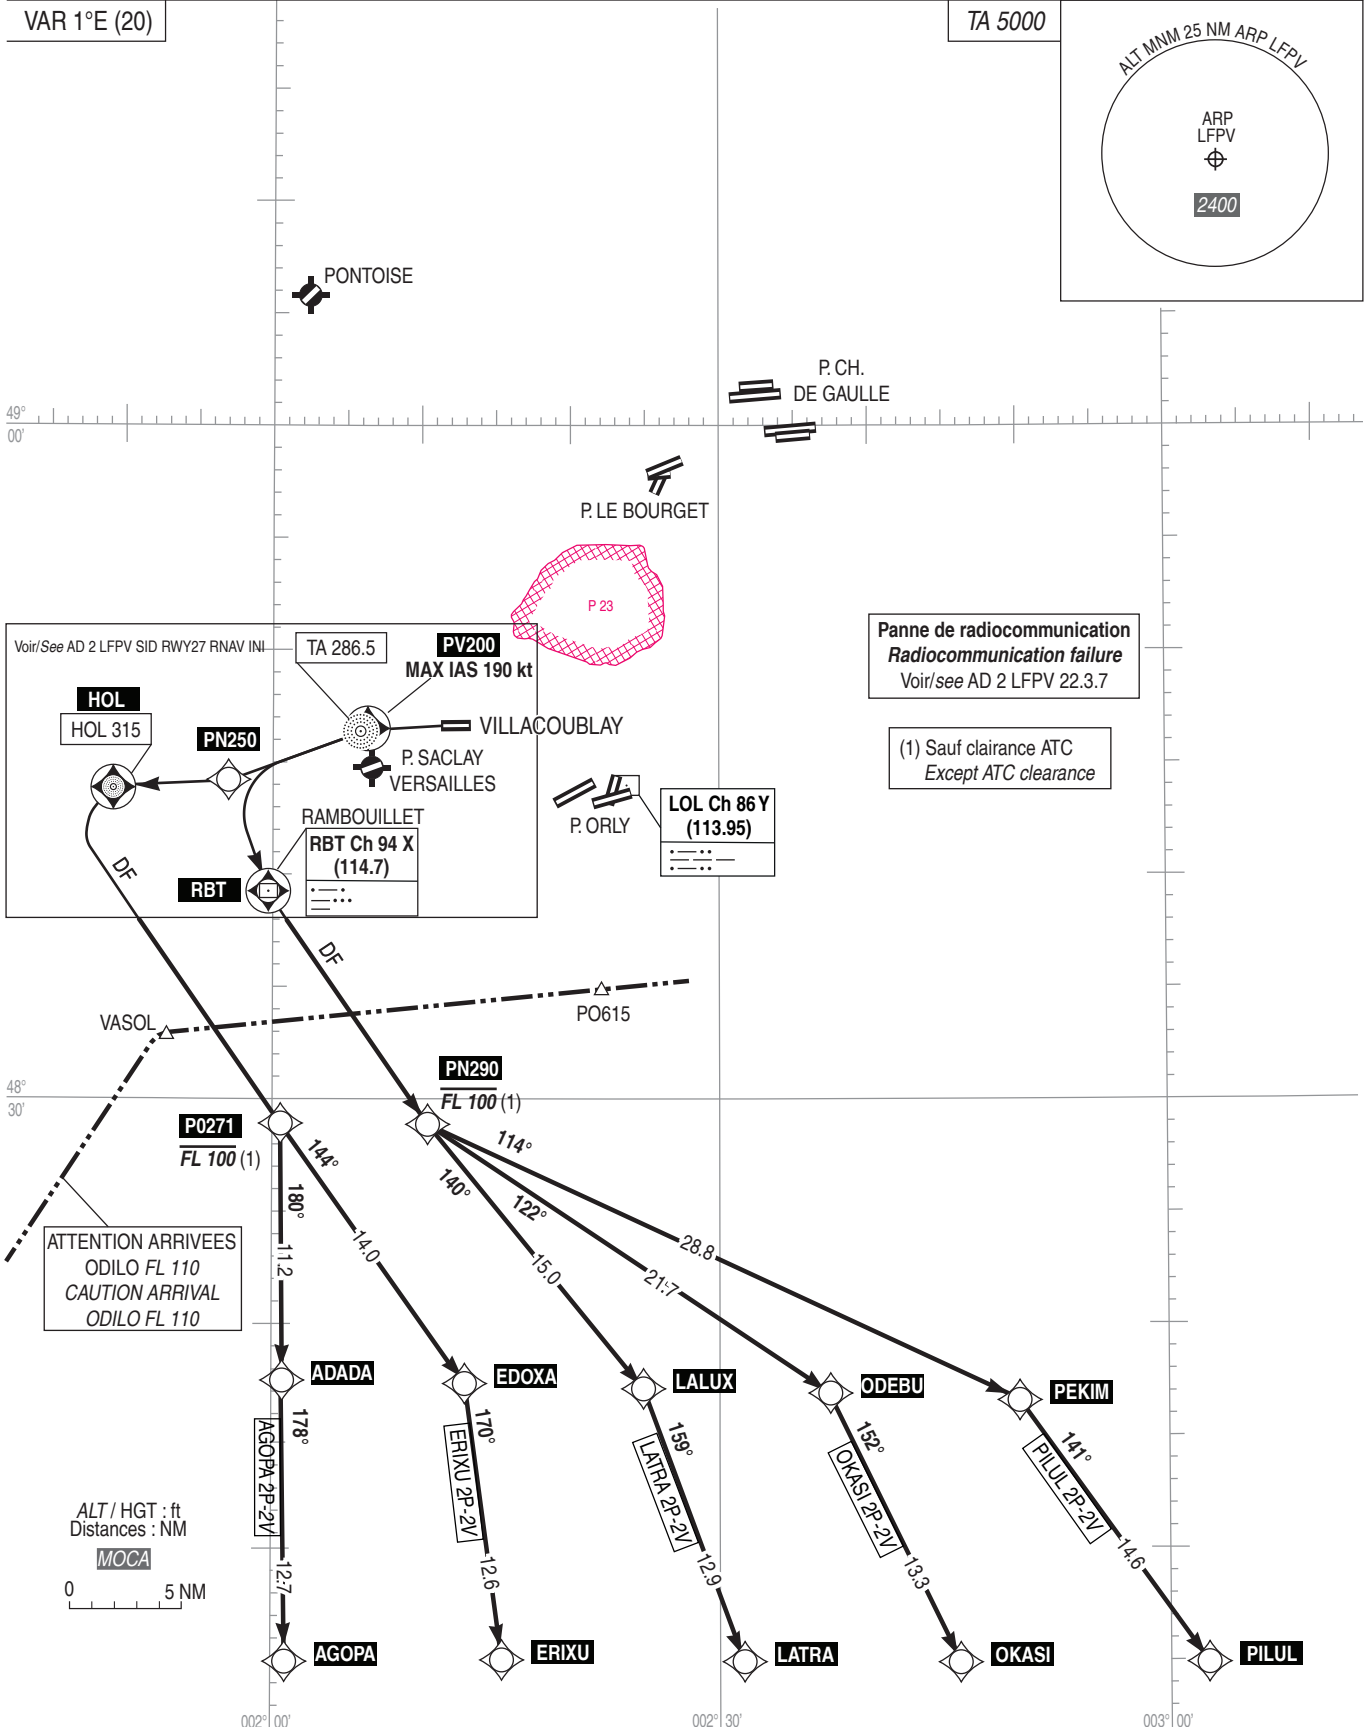 VAR 1°E (20)
TA 5000
ALT MNM 25 NM ARP LFPV
ARP
LFPV
2400
PONTOISE
P. CH.
DE GAULLE
49°
00'
P. LE BOURGET
P 23
Voir/See AD 2 LFPV SID RWY27 RNAV INI
TA 286.5
PV200
MAX IAS 190 kt
Panne de radiocommunication
Radiocommunication failure
Voir/see AD 2 LFPV 22.3.7
HOL
HOL 315
PN250
VILLACOUBLAY
P. SACLAY
VERSAILLES
(1) Sauf clairance ATC
Except ATC clearance
RAMBOUILLET
RBT Ch 94 X
(114.7)
RBT
P. ORLY
LOL Ch 86 Y
(113.95)
DF
DF
VASOL
PO615
48°
30'
PN290
FL 100 (1)
P0271
FL 100 (1)
144°
180°
140°
122°
114°
ATTENTION ARRIVEES
ODILO FL 110
CAUTION ARRIVAL
ODILO FL 110
11.2
14.0
15.0
21.7
28.8
ADADA
EDOXA
LALUX
ODEBU
PEKIM
178°
170°
159°
152°
141°
AGOPA 2P-2V
ERIXU 2P-2V
LATRA 2P-2V
OKASI 2P-2V
PILUL 2P-2V
ALT / HGT : ft
Distances : NM
MOCA
0 5 NM
12.7
12.6
12.9
13.3
14.6
AGOPA
ERIXU
LATRA
OKASI
PILUL
002° 00'
002° 30'
003° 00'